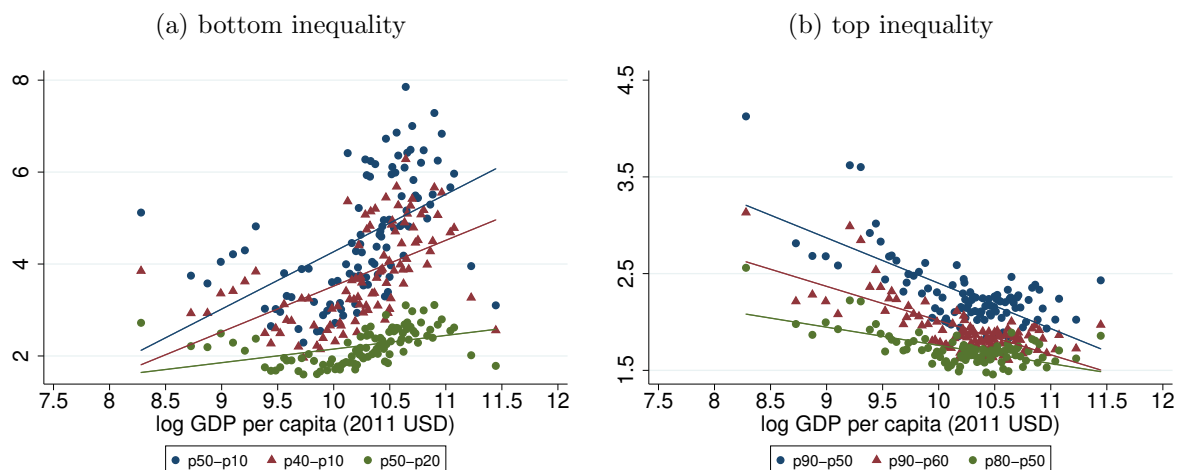 (a) bottom inequality
8
6
4
2
7.5 8 8.5 9 9.5 10 10.5 11 11.5 12
log GDP per capita (2011 USD)
p50−p10 p40−p10 p50−p20
(b) top inequality
4.5
3.5
2.5
1.5
7.5 8 8.5 9 9.5 10 10.5 11 11.5 12
log GDP per capita (2011 USD)
p90−p50 p90−p60 p80−p50